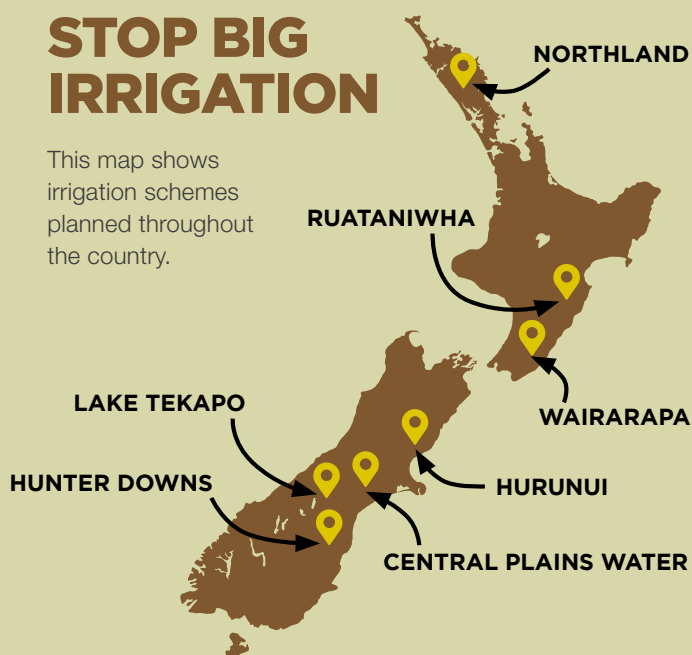 STOP BIG
IRRIGATION
This map shows
irrigation schemes
planned throughout
the country.
NORTHLAND
RUATANIWHA
WAIRARAPA
LAKE TEKAPO
HUNTER DOWNS
HURUNUI
CENTRAL PLAINS WATER